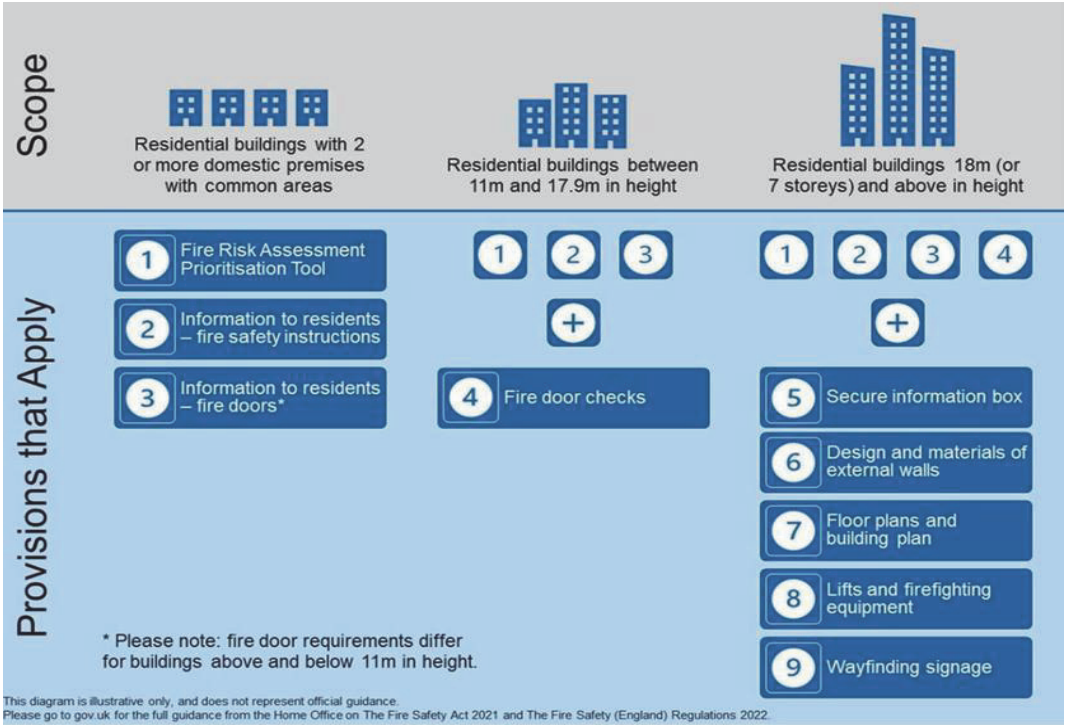 Scope
Residential buildings with 2
or more domestic premises
with common areas
Residential buildings between
11m and 17.9m in height
Residential buildings 18m (or
7 storeys) and above in height
Provisions that Apply
1 Fire Risk Assessment
Prioritisation Tool
2 Information to residents
– fire safety instructions
3 Information to residents
– fire doors*
1 2 3
+
4 Fire door checks
1 2 3 4
+
5 Secure information box
6 Design and materials of
external walls
7 Floor plans and
building plan
8 Lifts and firefighting
equipment
9 Wayfinding signage
* Please note: fire door requirements differ
for buildings above and below 11m in height.
This diagram is illustrative only, and does not represent official guidance.
Please go to gov.uk for the full guidance from the Home Office on The Fire Safety Act 2021 and The Fire Safety (England) Regulations 2022.